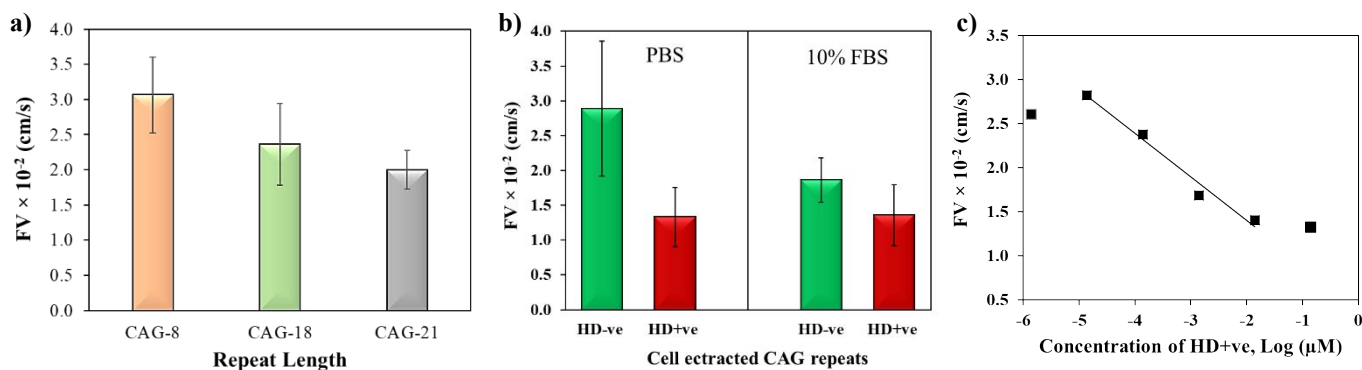 a)
FV × 10⁻² (cm/s)
4.0
3.5
3.0
2.5
2.0
1.5
1.0
0.5
0.0
CAG-8 CAG-18 CAG-21
Repeat Length
b)
FV × 10⁻² (cm/s)
4.0
3.5
3.0
2.5
2.0
1.5
1.0
0.5
0.0
PBS 10% FBS
HD-ve HD+ve HD-ve HD+ve
Cell etracted CAG repeats
c)
FV × 10⁻² (cm/s)
3.5
3.0
2.5
2.0
1.5
1.0
0.5
-6 -5 -4 -3 -2 -1 0
Concentration of HD+ve, Log (µM)